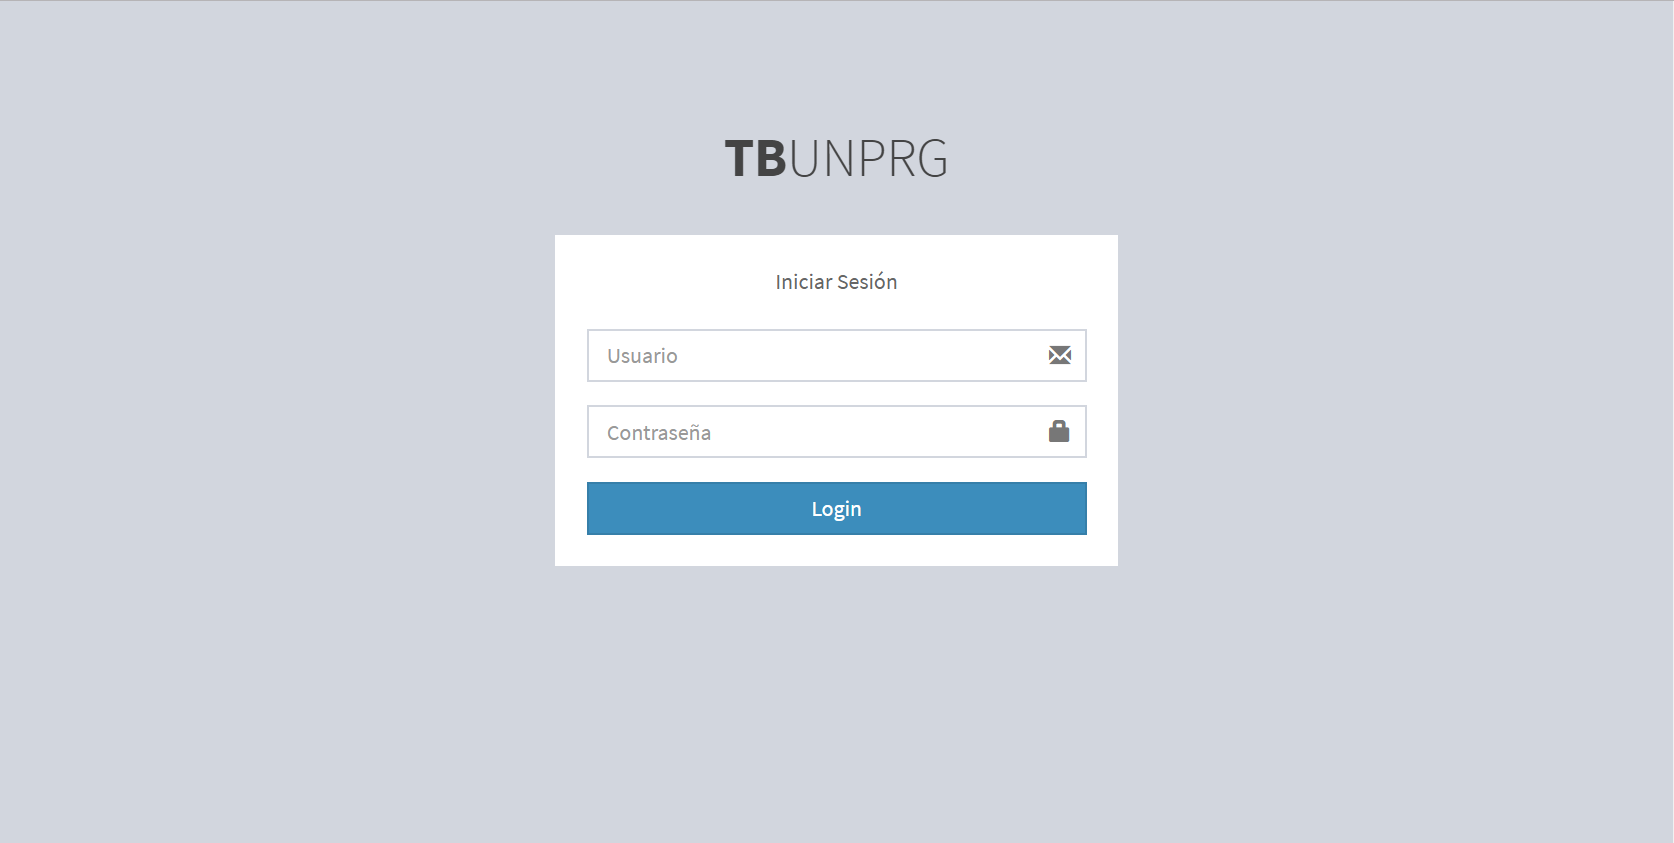 TBUNPRG
Iniciar Sesión
Usuario
Contraseña
Login